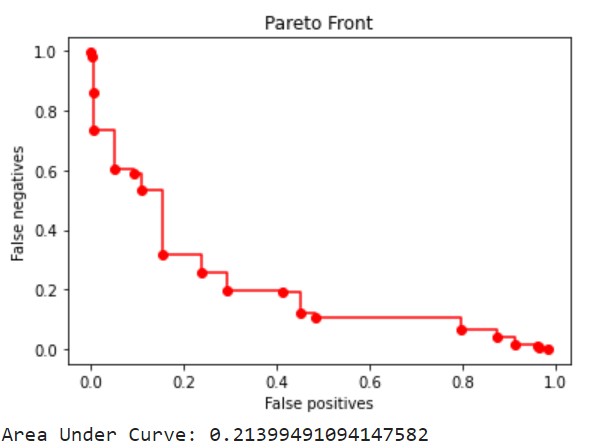 Pareto Front
1.0
0.8
0.6
0.4
0.2
0.0
False negatives
0.0 0.2 0.4 0.6 0.8 1.0
False positives
Area Under Curve: 0.21399491094147582